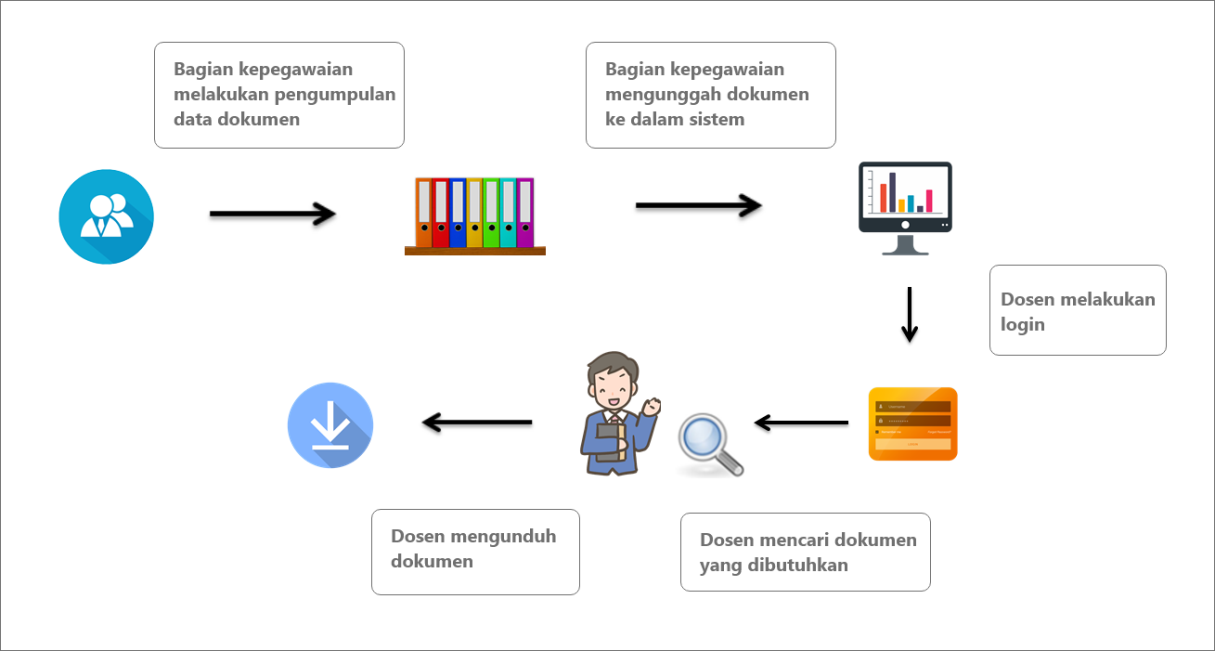 Bagian kepegawaian
melakukan pengumpulan
data dokumen
Bagian kepegawaian
mengunggah dokumen
ke dalam sistem
Dosen melakukan
login
Dosen mencari dokumen
yang dibutuhkan
Dosen mengunduh
dokumen